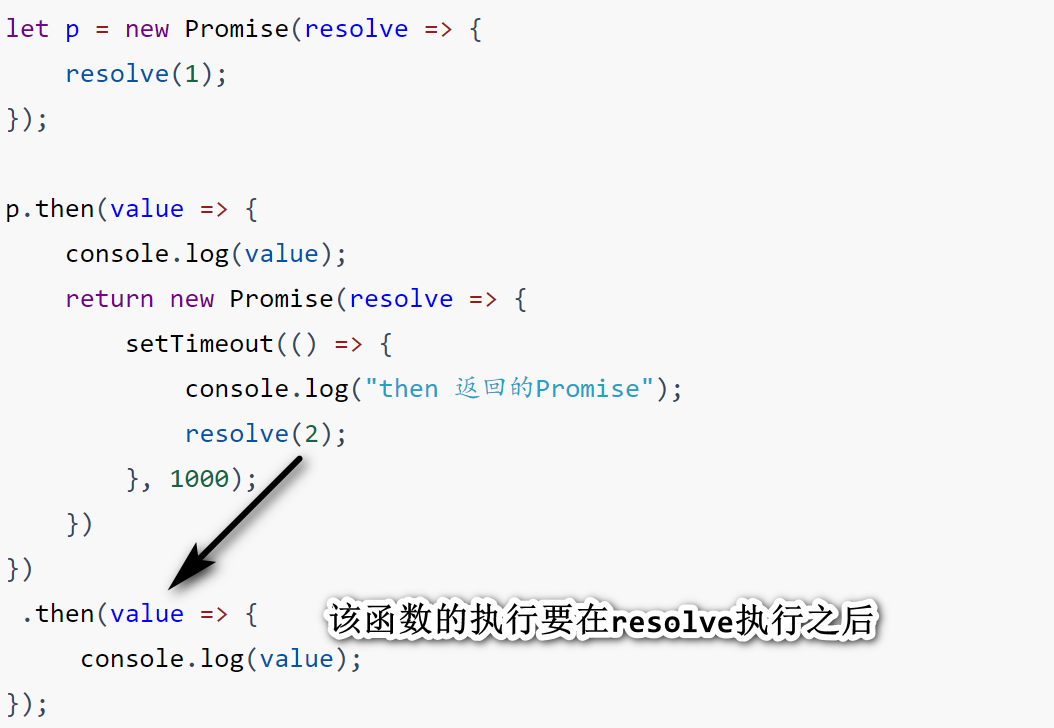 let p = new Promise(resolve => {
    resolve(1);
});

p.then(value => {
    console.log(value);
    return new Promise(resolve => {
        setTimeout(() => {
            console.log("then 返回的Promise");
            resolve(2);
        }, 1000);
    })
})
 .then(value => {
     console.log(value);
});
该函数的执行要在resolve执行之后